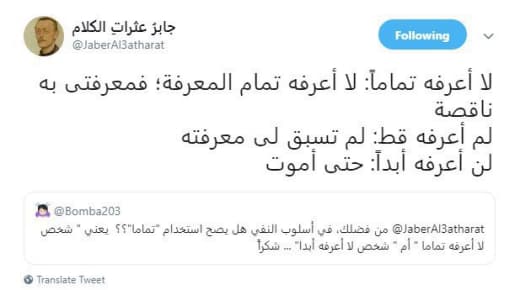 جابرُ عثراتِ الكلام
@JaberAl3atharat
Following
لا أعرفه تماماً: لا أعرفه تمام المعرفة؛ فمعرفتى به
ناقصة
لم أعرفه قط: لم تسبق لى معرفته
لن أعرفه أبداً: حتى أموت
@Bomba203
@JaberAl3atharat من فضلك، في أسلوب النفي هل يصح استخدام "تماما"؟؟ يعني " شخص
لا أعرفه تماما " أم " شخص لا أعرفه أبدا" ... شكراً
Translate Tweet